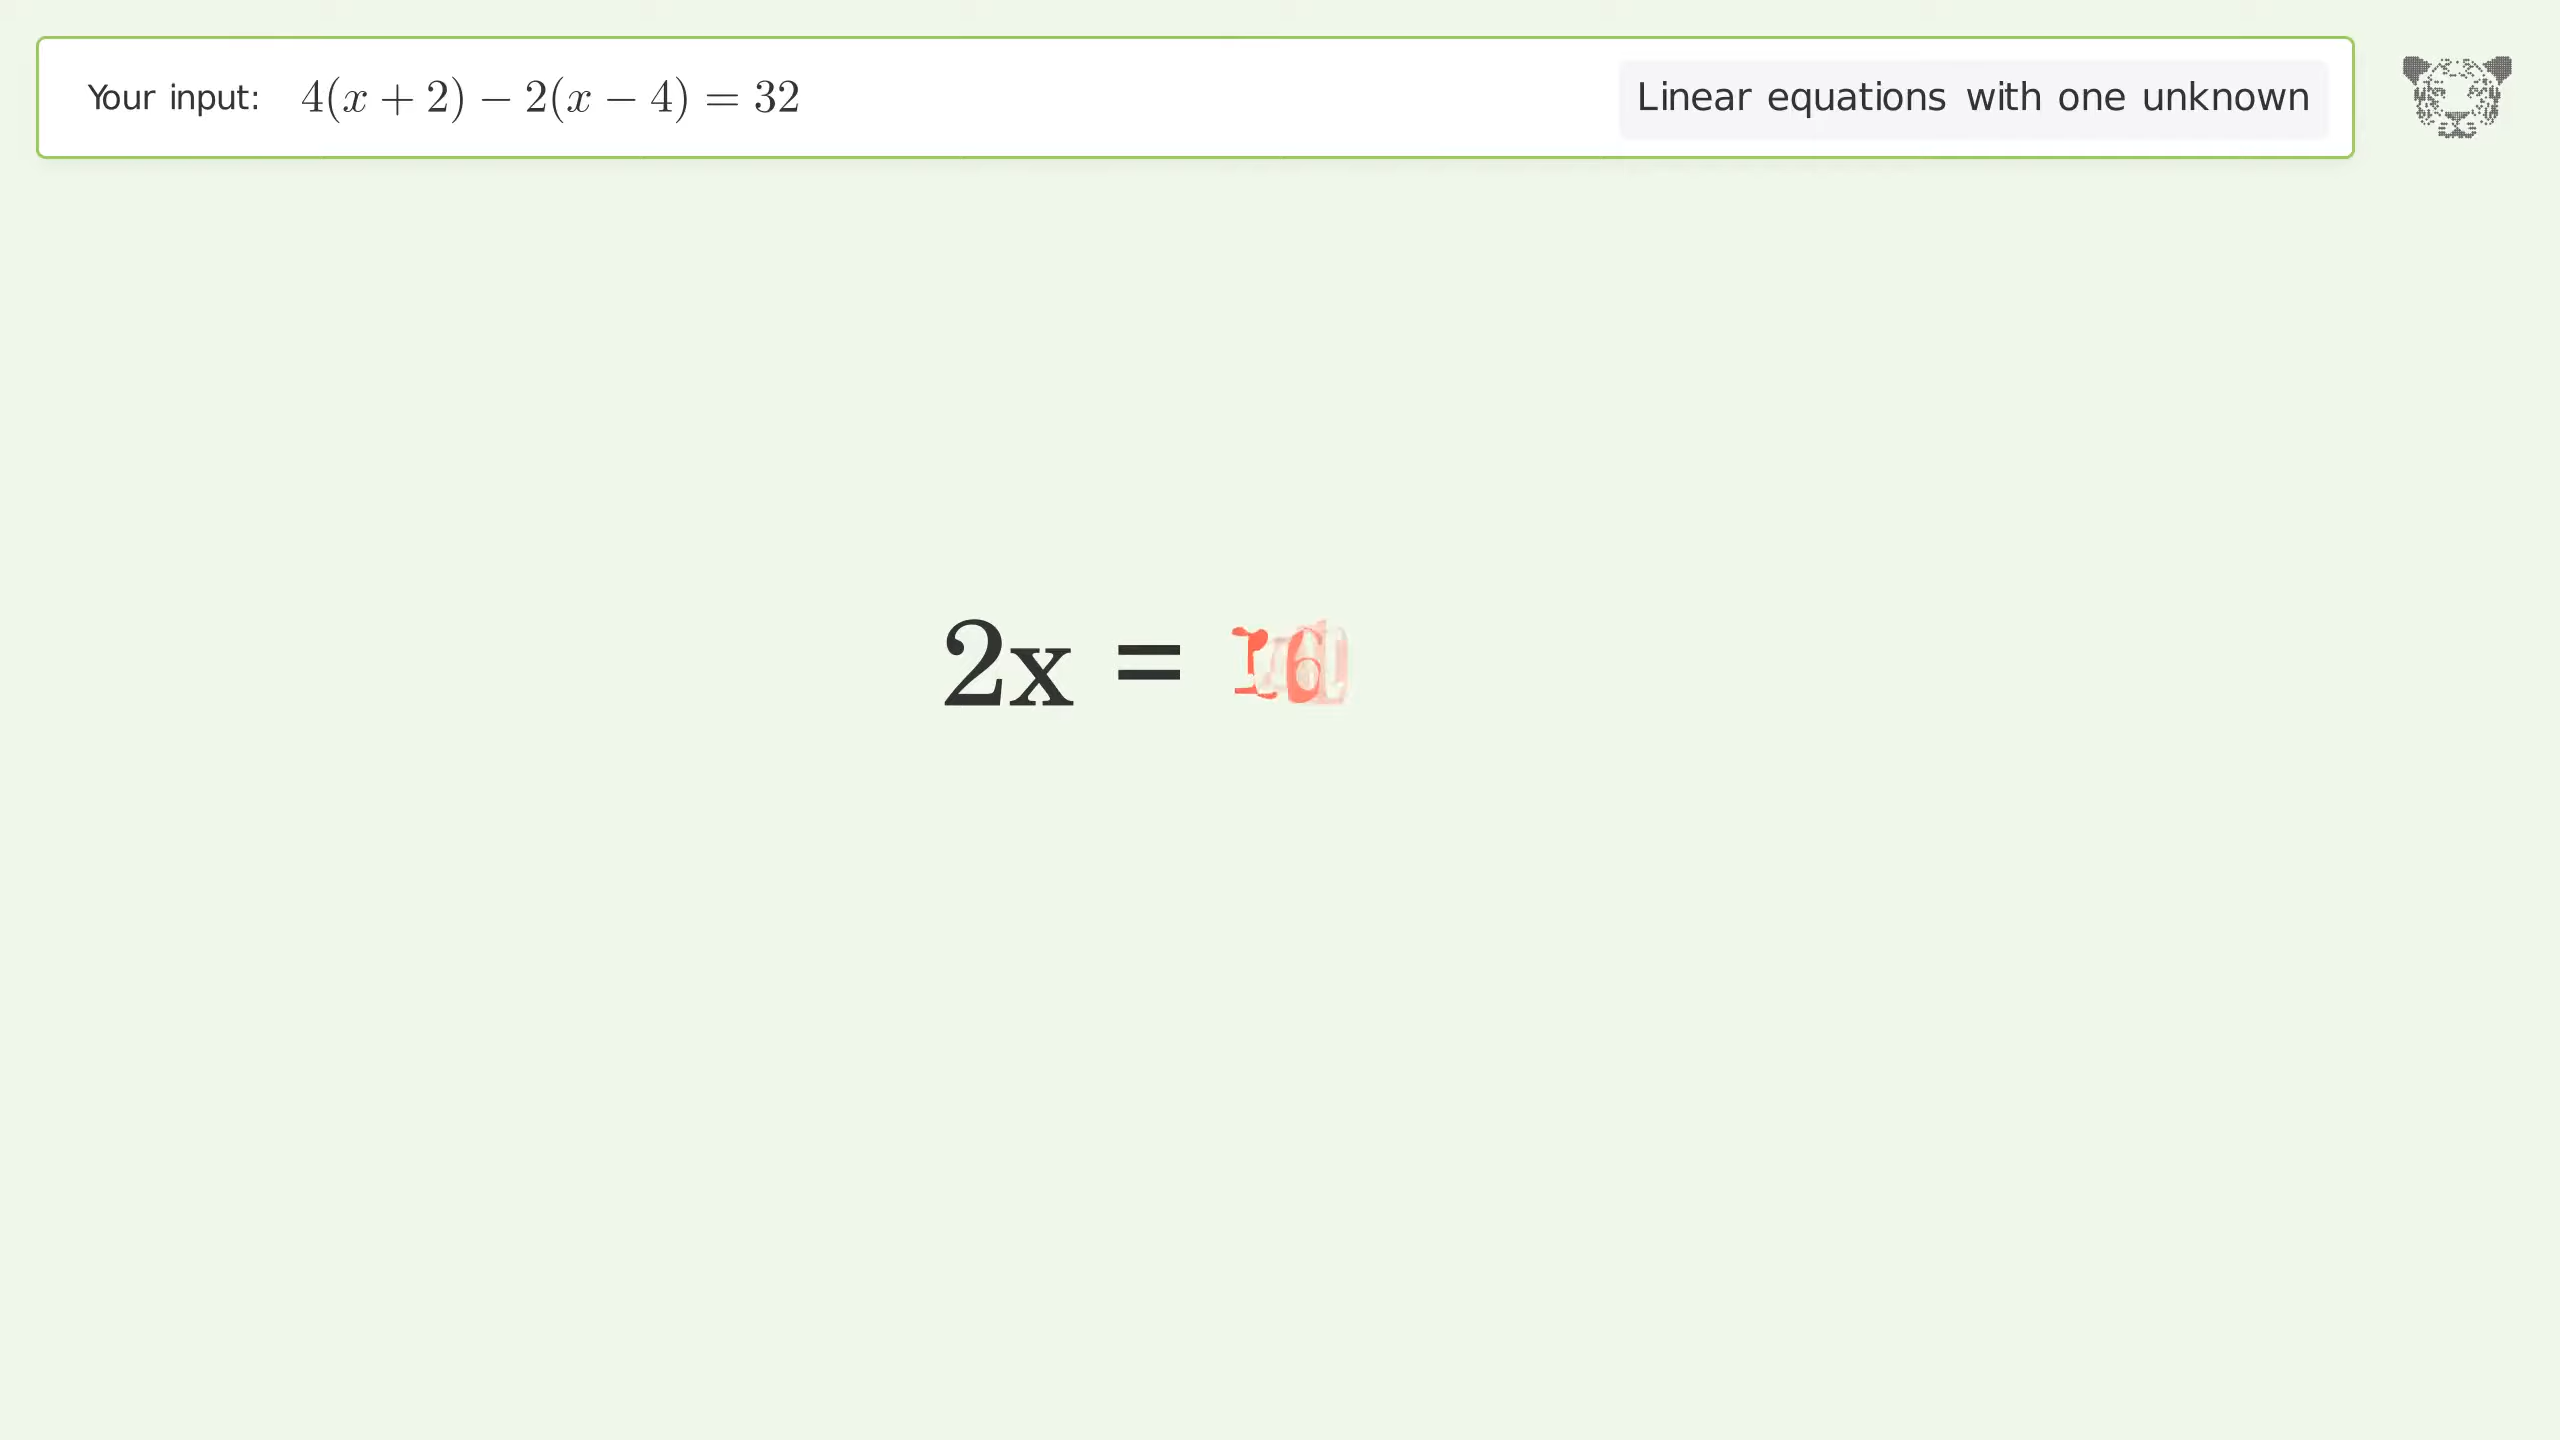 Your input: 4(x + 2) − 2(x − 4) = 32
Linear equations with one unknown
2x =